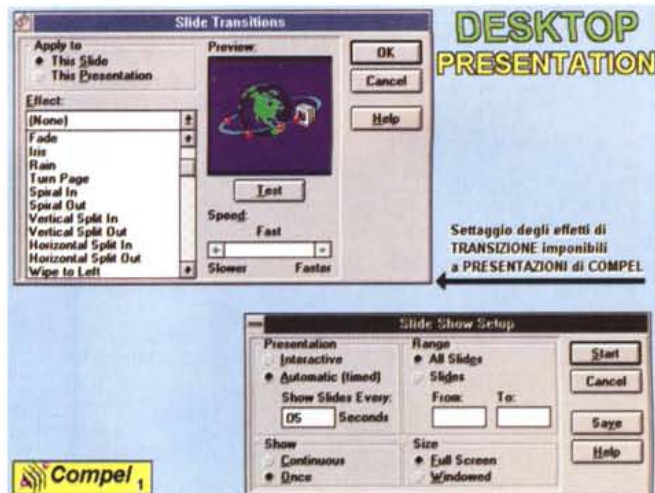 Slide Transitions
Apply to
This Slide
This Presentation
Effect:
(None)
Fade
Iris
Rain
Turn Page
Spiral In
Spiral Out
Vertical Split In
Vertical Split Out
Horizontal Split In
Horizontal Split Out
Wipe to Left
Preview:
Test
Speed:
Fast
Slower Faster
OK
Cancel
Help
DESKTOP
PRESENTATION
Settaggio degli effetti di
TRANSIZIONE imponibili
a PRESENTAZIONI di COMPEL
Slide Show Setup
Presentation
Interactive
Automatic (timed)
Show Slides Every:
05 Seconds
Show
Continuous
Once
Range
All Slides
Slides
From: To:
Size
Full Screen
Windowed
Start
Cancel
Save
Help
Compel 1